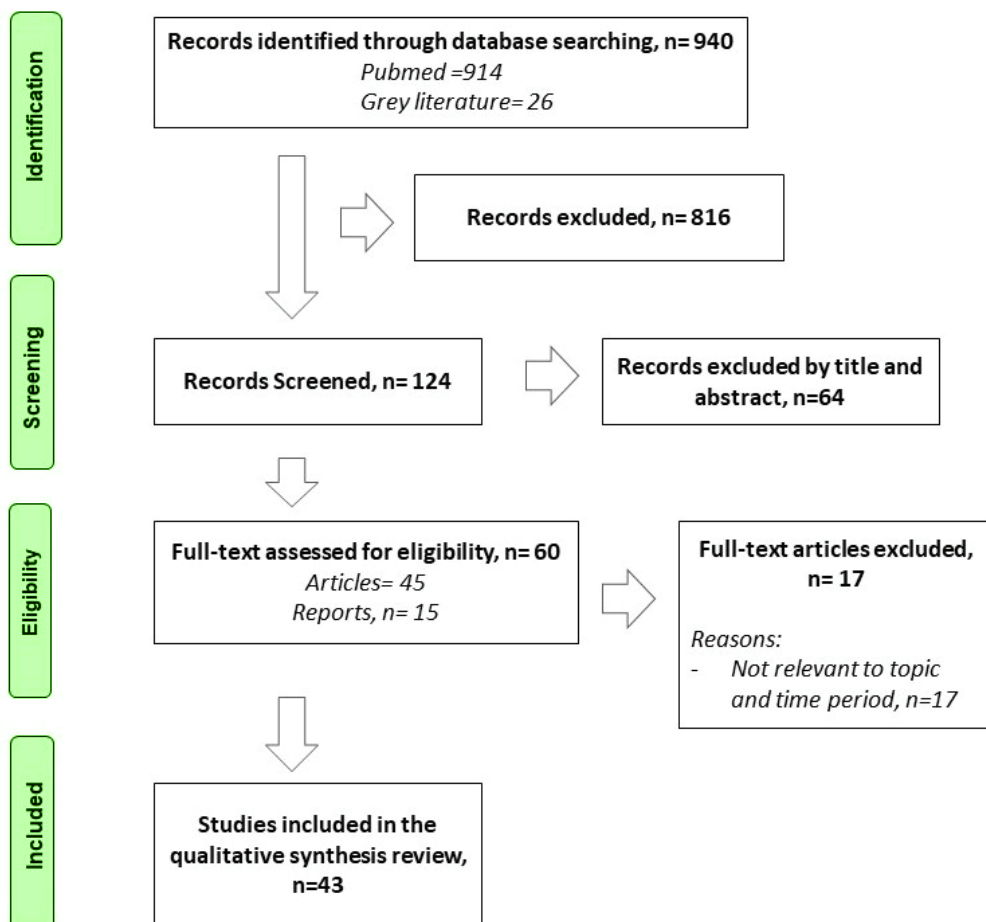 Identification
Records identified through database searching, n= 940
Pubmed =914
Grey literature= 26
Records excluded, n= 816
Screening
Records Screened, n= 124
Records excluded by title and
abstract, n=64
Eligibility
Full-text assessed for eligibility, n= 60
Articles= 45
Reports, n= 15
Full-text articles excluded,
n= 17
Reasons:
- Not relevant to topic
and time period, n=17
Included
Studies included in the
qualitative synthesis review,
n=43